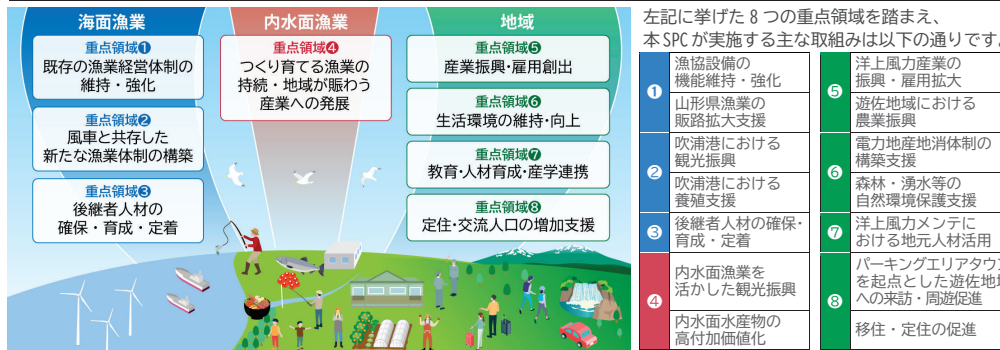 海面漁業
重点領域❶
既存の漁業経営体制の
維持・強化
重点領域❷
風車と共存した
新たな漁業体制の構築
重点領域❸
後継者人材の
確保・育成・定着
内水面漁業
重点領域❹
つくり育てる漁業の
持続・地域が賑わう
産業への発展
地域
重点領域❺
産業振興・雇用創出
重点領域❻
生活環境の維持・向上
重点領域❼
教育・人材育成・産学連携
重点領域❽
定住・交流人口の増加支援
左記に挙げた8つの重点領域を踏まえ、
本SPCが実施する主な取組みは以下の通りです。
❶
漁協設備の
機能維持・強化
山形県漁業の
販路拡大支援
❷
吹浦港における
観光振興
吹浦港における
養殖支援
❸
後継者人材の確保・
育成・定着
❹
内水面漁業を
活かした観光振興
内水面水産物の
高付加価値化
❺
洋上風力産業の
振興・雇用拡大
遊佐地域における
農業振興
❻
電力地産地消体制の
構築支援
森林・湧水等の
自然環境保護支援
❼
洋上風力メンテに
おける地元人材活用
❽
パーキングエリアタウン
を起点とした遊佐地域
への来訪・周遊促進
移住・定住の促進